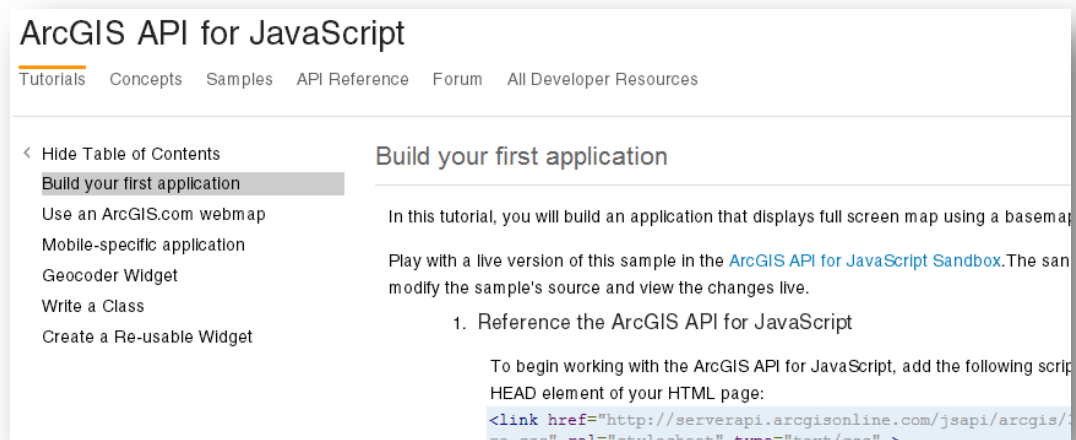 ArcGIS API for JavaScript
Tutorials Concepts Samples API Reference Forum All Developer Resources
Hide Table of Contents
Build your first application
Use an ArcGIS.com webmap
Mobile-specific application
Geocoder Widget
Write a Class
Create a Re-usable Widget
Build your first application
In this tutorial, you will build an application that displays full screen map using a basemap
Play with a live version of this sample in the ArcGIS API for JavaScript Sandbox.The san
modify the sample's source and view the changes live.
1. Reference the ArcGIS API for JavaScript
To begin working with the ArcGIS API for JavaScript, add the following scrip
HEAD element of your HTML page:
<link href="http://serverapi.arcgisonline.com/jsapi/arcgis/
rel="stylesheet" type="text/css" >